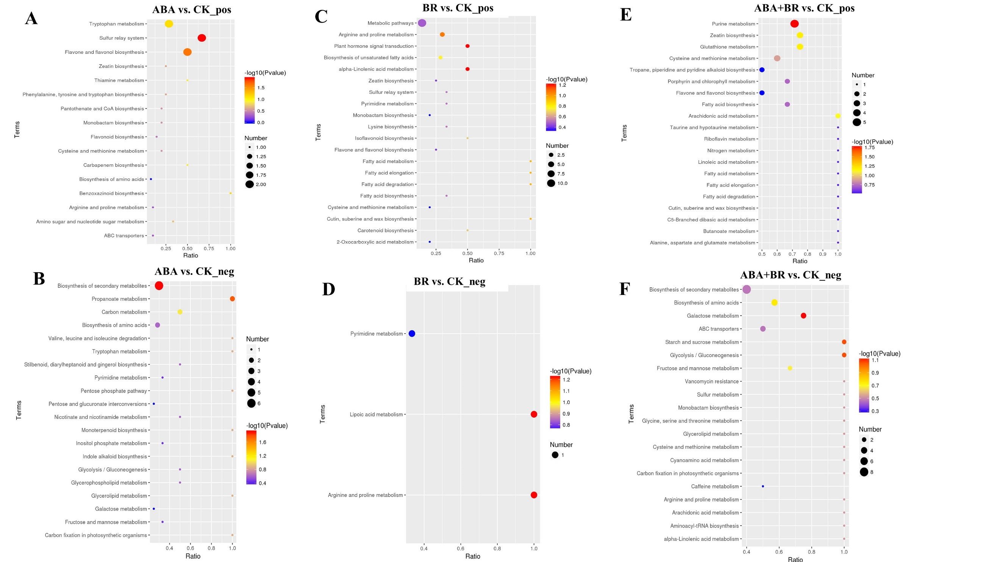 A
ABA vs. CK_pos
Terms
Tryptophan metabolism
Sulfur relay system
Flavone and flavonol biosynthesis
Zeatin biosynthesis
Thiamine metabolism
Phenylalanine, tyrosine and tryptophan biosynthesis
Pantothenate and CoA biosynthesis
Monobactam biosynthesis
Flavonoid biosynthesis
Cysteine and methionine metabolism
Carbapenem biosynthesis
Biosynthesis of amino acids
Benzoxazinoid biosynthesis
Arginine and proline metabolism
Amino sugar and nucleotide sugar metabolism
ABC transporters
0.25 0.50 0.75 1.00
Ratio
-log10(Pvalue)
1.5
1.0
0.5
0.0
Number
1.00
1.25
1.50
1.75
2.00
B
ABA vs. CK_neg
Terms
Biosynthesis of secondary metabolites
Propanoate metabolism
Carbon metabolism
Biosynthesis of amino acids
Valine, leucine and isoleucine degradation
Tryptophan metabolism
Stilbenoid, diarylheptanoid and gingerol biosynthesis
Pyrimidine metabolism
Pentose phosphate pathway
Pentose and glucuronate interconversions
Nicotinate and nicotinamide metabolism
Monoterpenoid biosynthesis
Inositol phosphate metabolism
Indole alkaloid biosynthesis
Glycolysis / Gluconeogenesis
Glycerophospholipid metabolism
Glycerolipid metabolism
Galactose metabolism
Fructose and mannose metabolism
Carbon fixation in photosynthetic organisms
0.4 0.6 0.8 1.0
Ratio
Number
1
2
3
4
5
6
-log10(Pvalue)
1.6
1.2
0.8
0.4
C
BR vs. CK_pos
Terms
Metabolic pathways
Arginine and proline metabolism
Plant hormone signal transduction
Biosynthesis of unsaturated fatty acids
alpha-Linolenic acid metabolism
Zeatin biosynthesis
Sulfur relay system
Pyrimidine metabolism
Monobactam biosynthesis
Lysine biosynthesis
Isoflavonoid biosynthesis
Flavone and flavonol biosynthesis
Fatty acid metabolism
Fatty acid elongation
Fatty acid degradation
Fatty acid biosynthesis
Cysteine and methionine metabolism
Cutin, suberine and wax biosynthesis
Carotenoid biosynthesis
2-Oxocarboxylic acid metabolism
0.25 0.50 0.75 1.00
Ratio
-log10(Pvalue)
1.2
1.0
0.8
0.6
0.4
Number
2.5
5.0
7.5
10.0
D
BR vs. CK_neg
Terms
Pyrimidine metabolism
Lipoic acid metabolism
Arginine and proline metabolism
0.4 0.6 0.8 1.0
Ratio
-log10(Pvalue)
1.2
1.1
1.0
0.9
0.8
Number
1
E
ABA+BR vs. CK_pos
Terms
Purine metabolism
Zeatin biosynthesis
Glutathione metabolism
Cysteine and methionine metabolism
Tropane, piperidine and pyridine alkaloid biosynthesis
Porphyrin and chlorophyll metabolism
Flavone and flavonol biosynthesis
Fatty acid biosynthesis
Arachidonic acid metabolism
Taurine and hypotaurine metabolism
Riboflavin metabolism
Nitrogen metabolism
Linoleic acid metabolism
Fatty acid metabolism
Fatty acid elongation
Fatty acid degradation
Cutin, suberine and wax biosynthesis
C5-Branched dibasic acid metabolism
Butanoate metabolism
Alanine, aspartate and glutamate metabolism
0.5 0.6 0.7 0.8 0.9 1.0
Ratio
Number
1
2
3
4
5
-log10(Pvalue)
1.75
1.50
1.25
1.00
0.75
F
ABA+BR vs. CK_neg
Terms
Biosynthesis of secondary metabolites
Biosynthesis of amino acids
Galactose metabolism
ABC transporters
Starch and sucrose metabolism
Glycolysis / Gluconeogenesis
Fructose and mannose metabolism
Vancomycin resistance
Sulfur metabolism
Monobactam biosynthesis
Glycine, serine and threonine metabolism
Glycerolipid metabolism
Cysteine and methionine metabolism
Cyanoamino acid metabolism
Carbon fixation in photosynthetic organisms
Caffeine metabolism
Arginine and proline metabolism
Arachidonic acid metabolism
Aminoacyl-tRNA biosynthesis
alpha-Linolenic acid metabolism
0.4 0.6 0.8 1.0
Ratio
-log10(Pvalue)
1.1
0.9
0.7
0.5
0.3
Number
2
4
6
8